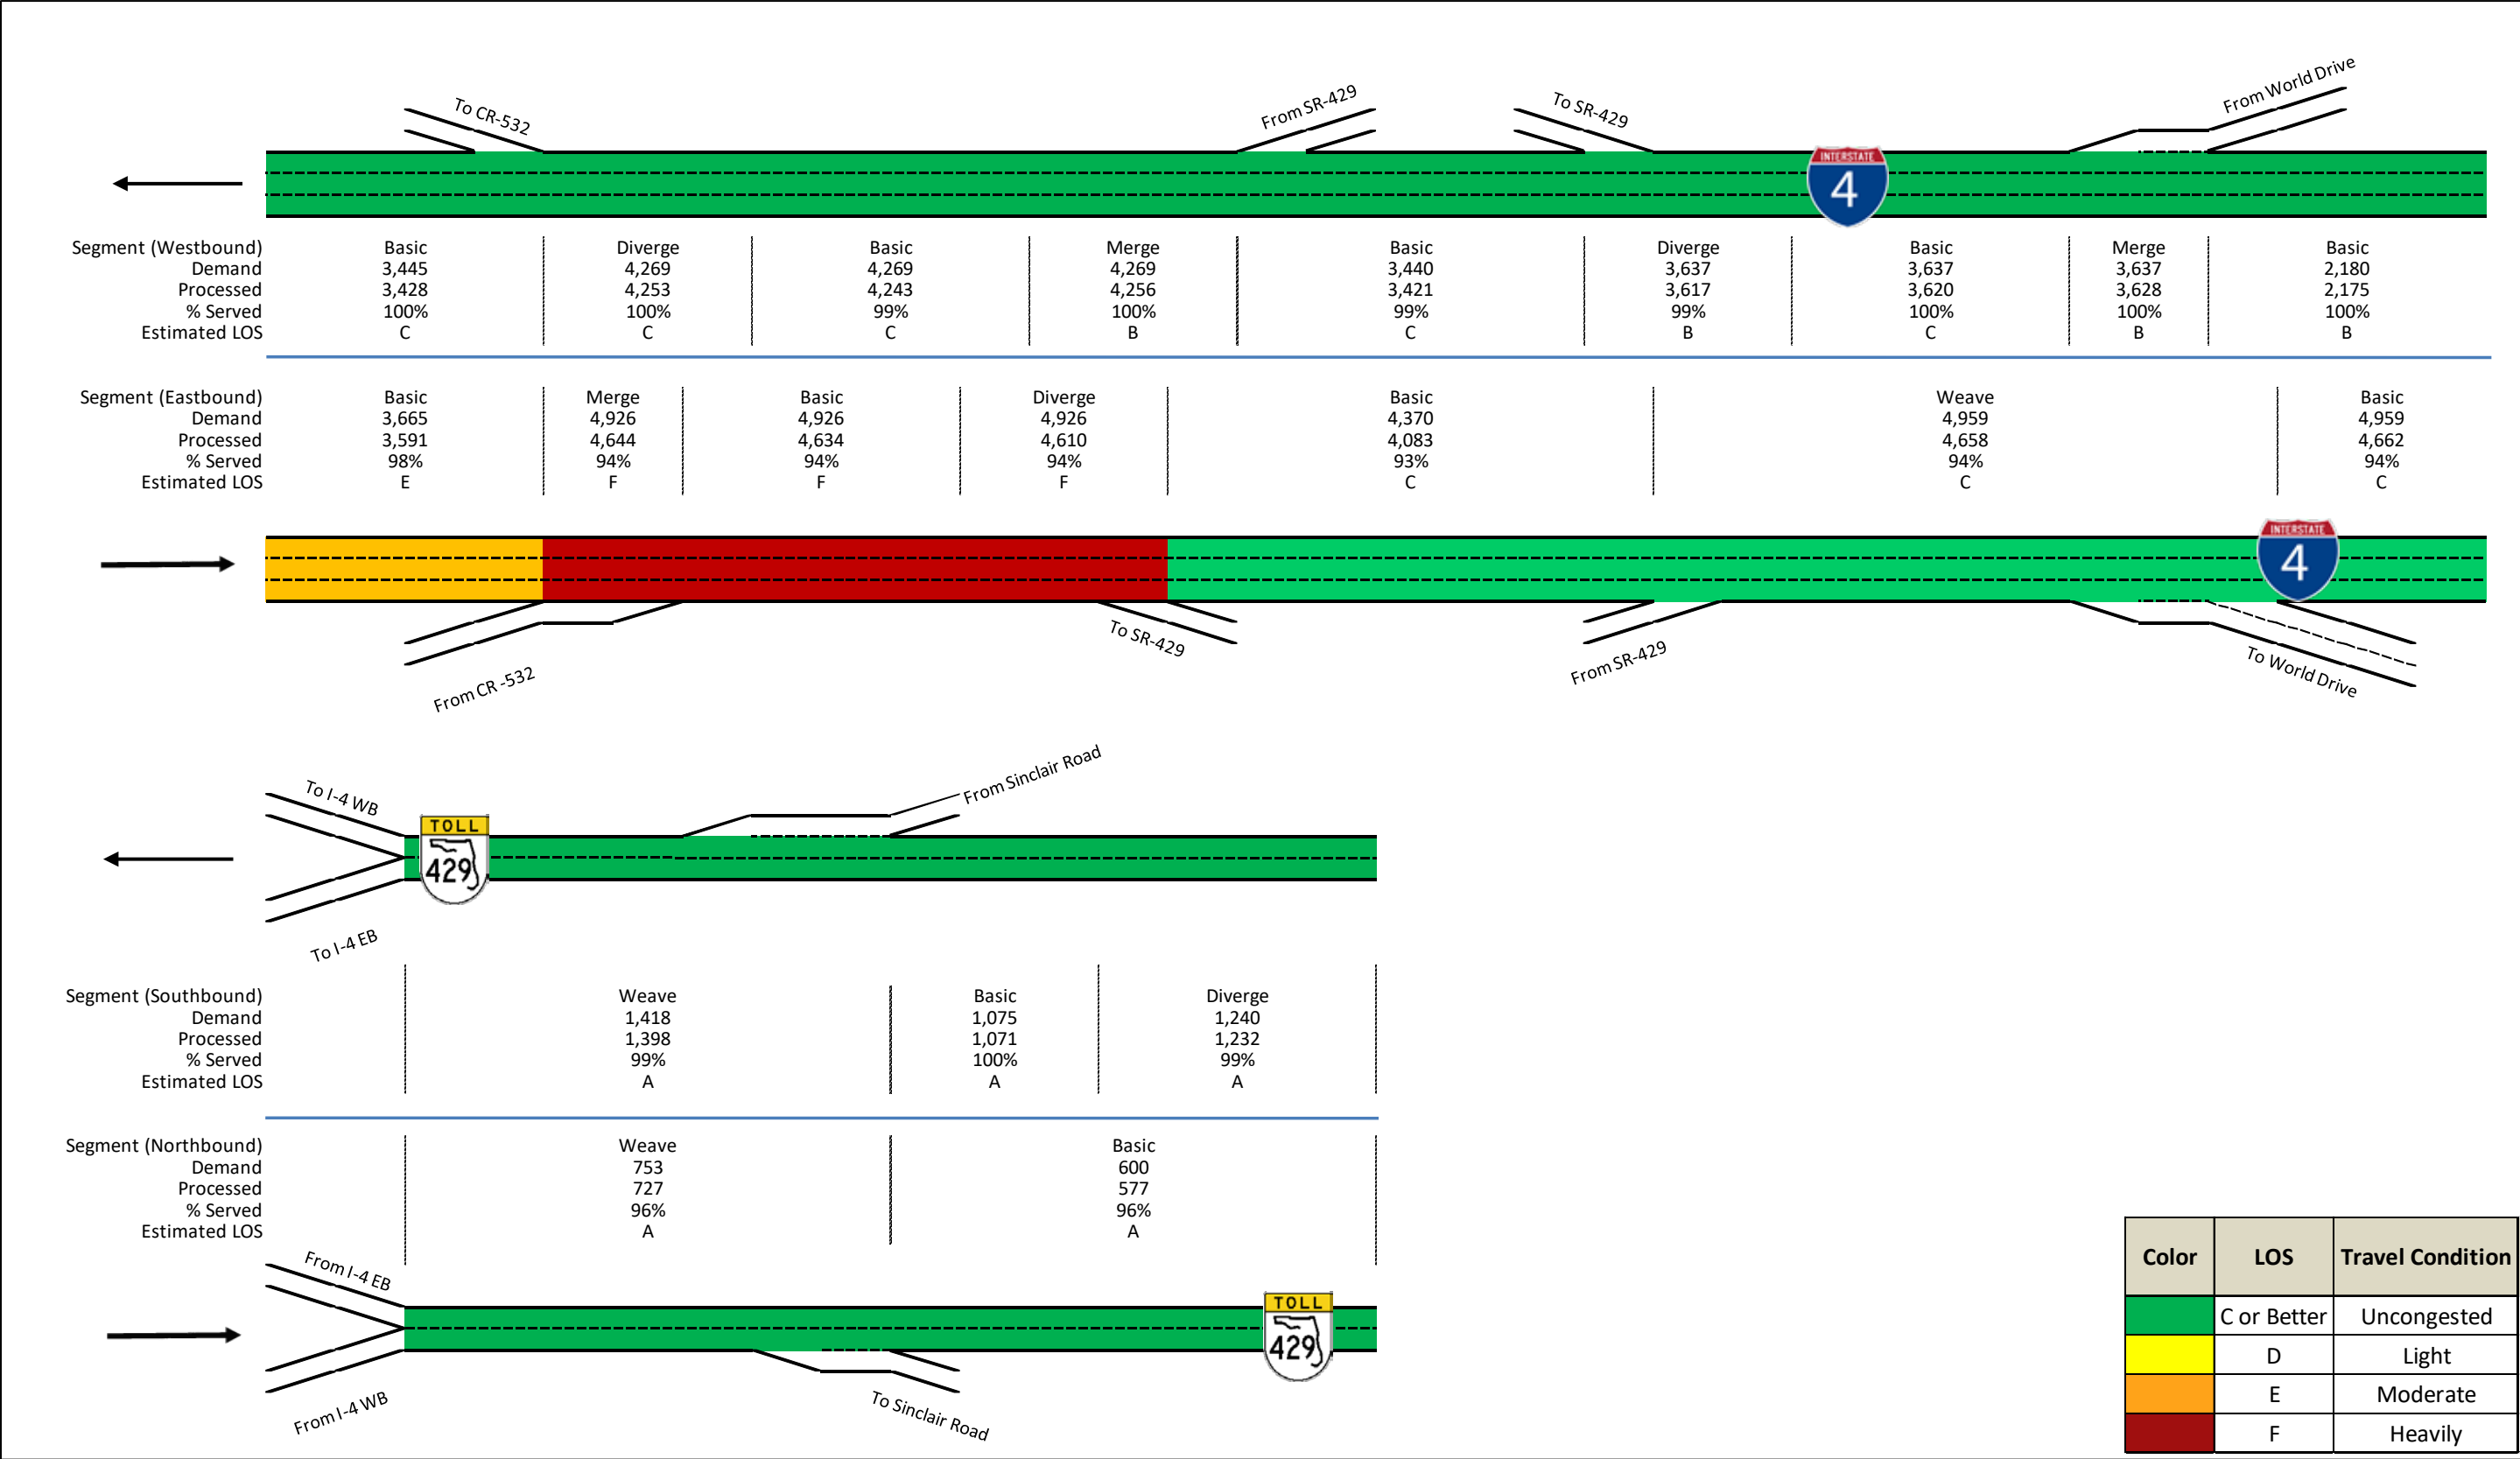 To CR-532
From SR-429
To SR-429
From World Drive
INTERSTATE
4
Segment (Westbound) Basic Diverge Basic Merge Basic Diverge Basic Merge Basic
Demand 3,445 4,269 4,269 4,269 3,440 3,637 3,637 3,637 2,180
Processed 3,428 4,253 4,243 4,256 3,421 3,617 3,620 3,628 2,175
% Served 100% 100% 99% 100% 99% 99% 100% 100% 100%
Estimated LOS C C C B C B C B B
Segment (Eastbound) Basic Merge Basic Diverge Basic Weave Basic
Demand 3,665 4,926 4,926 4,926 4,370 4,959 4,959
Processed 3,591 4,644 4,634 4,610 4,083 4,658 4,662
% Served 98% 94% 94% 94% 93% 94% 94%
Estimated LOS E F F F C C C
INTERSTATE
4
From CR -532
To SR-429
From SR-429
To World Drive
To I-4 WB
From Sinclair Road
TOLL
429
To I-4 EB
Segment (Southbound) Weave Basic Diverge
Demand 1,418 1,075 1,240
Processed 1,398 1,071 1,232
% Served 99% 100% 99%
Estimated LOS A A A
Segment (Northbound) Weave Basic
Demand 753 600
Processed 727 577
% Served 96% 96%
Estimated LOS A A
From I-4 EB
TOLL
429
From I-4 WB
To Sinclair Road
Color LOS Travel Condition
C or Better Uncongested
D Light
E Moderate
F Heavily